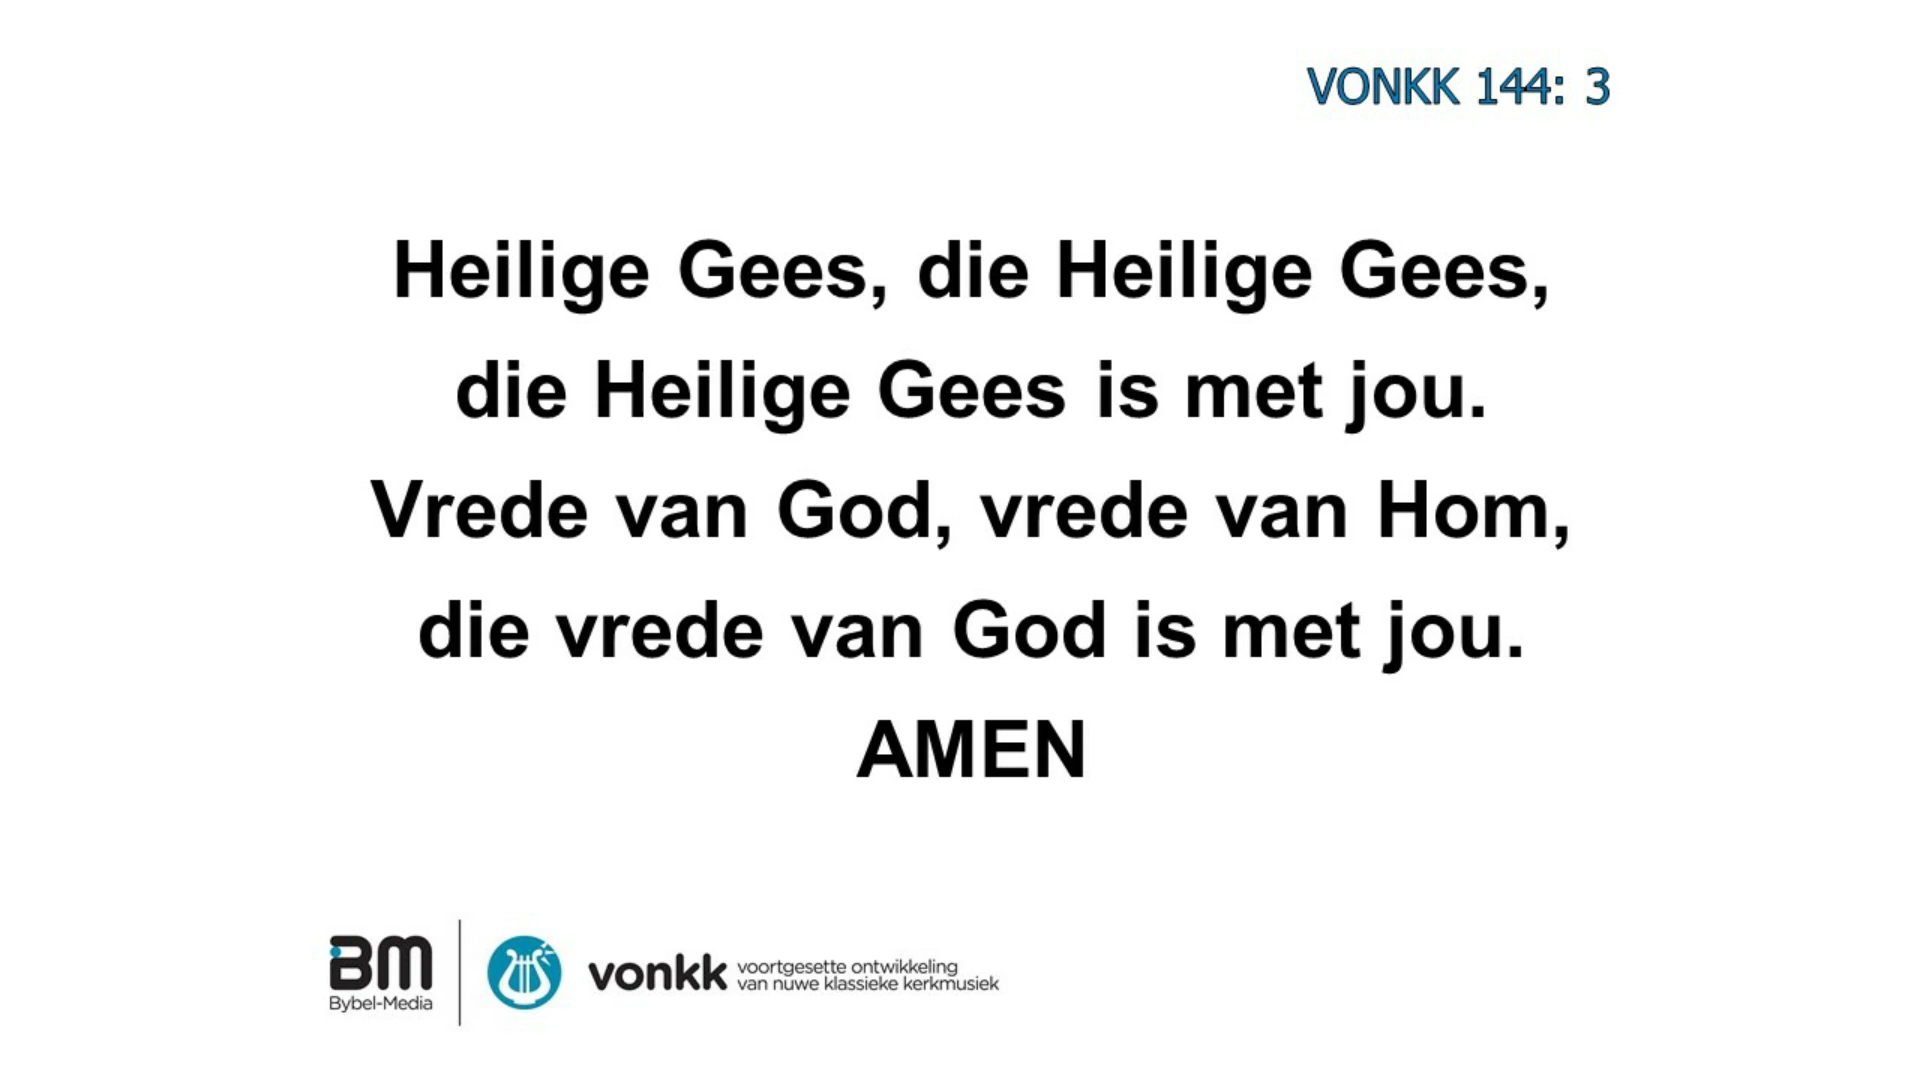 VONKK 144: 3
Heilige Gees, die Heilige Gees,
die Heilige Gees is met jou.
Vrede van God, vrede van Hom,
die vrede van God is met jou.
AMEN
BM
Bybel-Media
vonkk
voortgesette ontwikkeling
van nuwe klassieke kerkmusiek